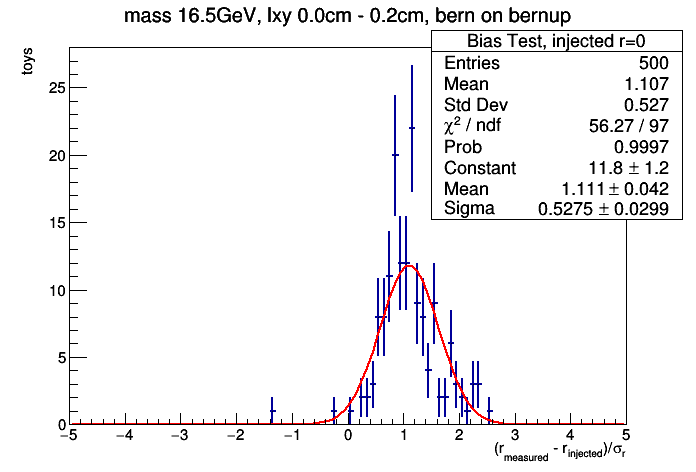 mass 16.5GeV, lxy 0.0cm - 0.2cm, bern on bernup
Bias Test, injected r=0
Entries 500
Mean 1.107
Std Dev 0.527
χ² / ndf 56.27 / 97
Prob 0.9997
Constant 11.8 ± 1.2
Mean 1.111 ± 0.042
Sigma 0.5275 ± 0.0299
toys
25
20
15
10
5
0
−5 −4 −3 −2 −1 0 1 2 3 4 5
(r_measured - r_injected)/σ_r